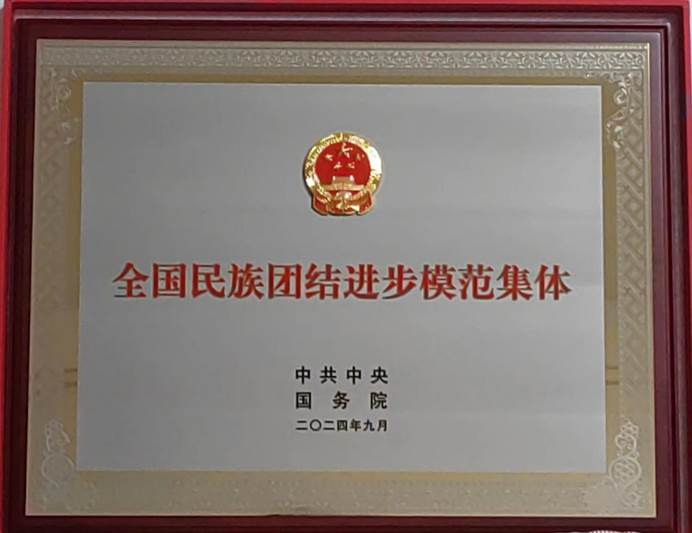 全国民族团结进步模范集体
中共中央
国务院
二〇二四年九月